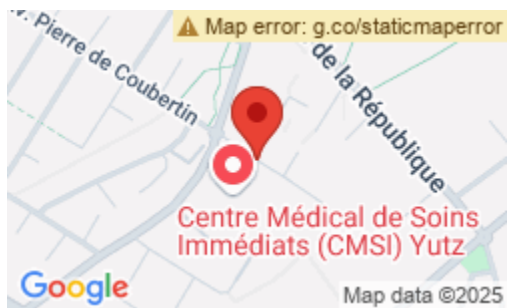 Map error: g.co/staticmaperror
Pierre de Coubertin
de la République
Centre Médical de Soins
Immédiats (CMSI) Yutz
Google
Map data ©2025